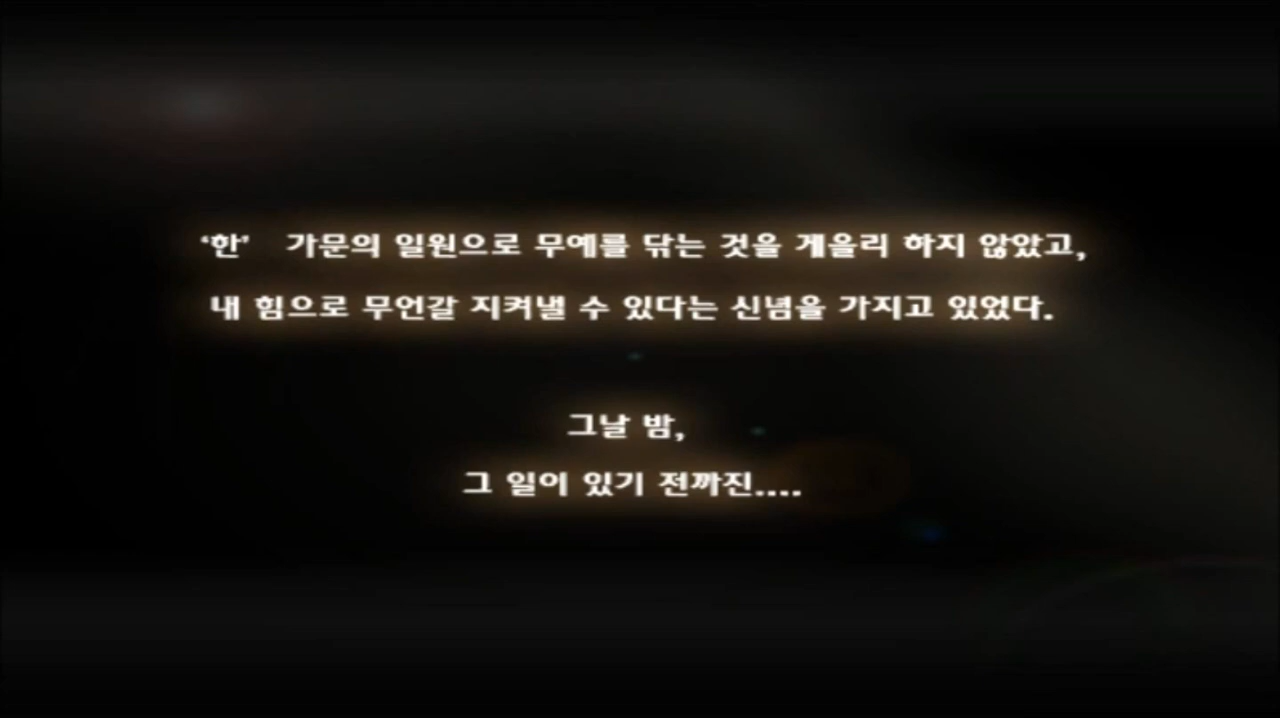 ‘한’ 가문의 일원으로 무예를 닦는 것을 게을리 하지 않았고,
내 힘으로 무언갈 지켜낼 수 있다는 신념을 가지고 있었다.
그날 밤,
그 일이 있기 전까진....